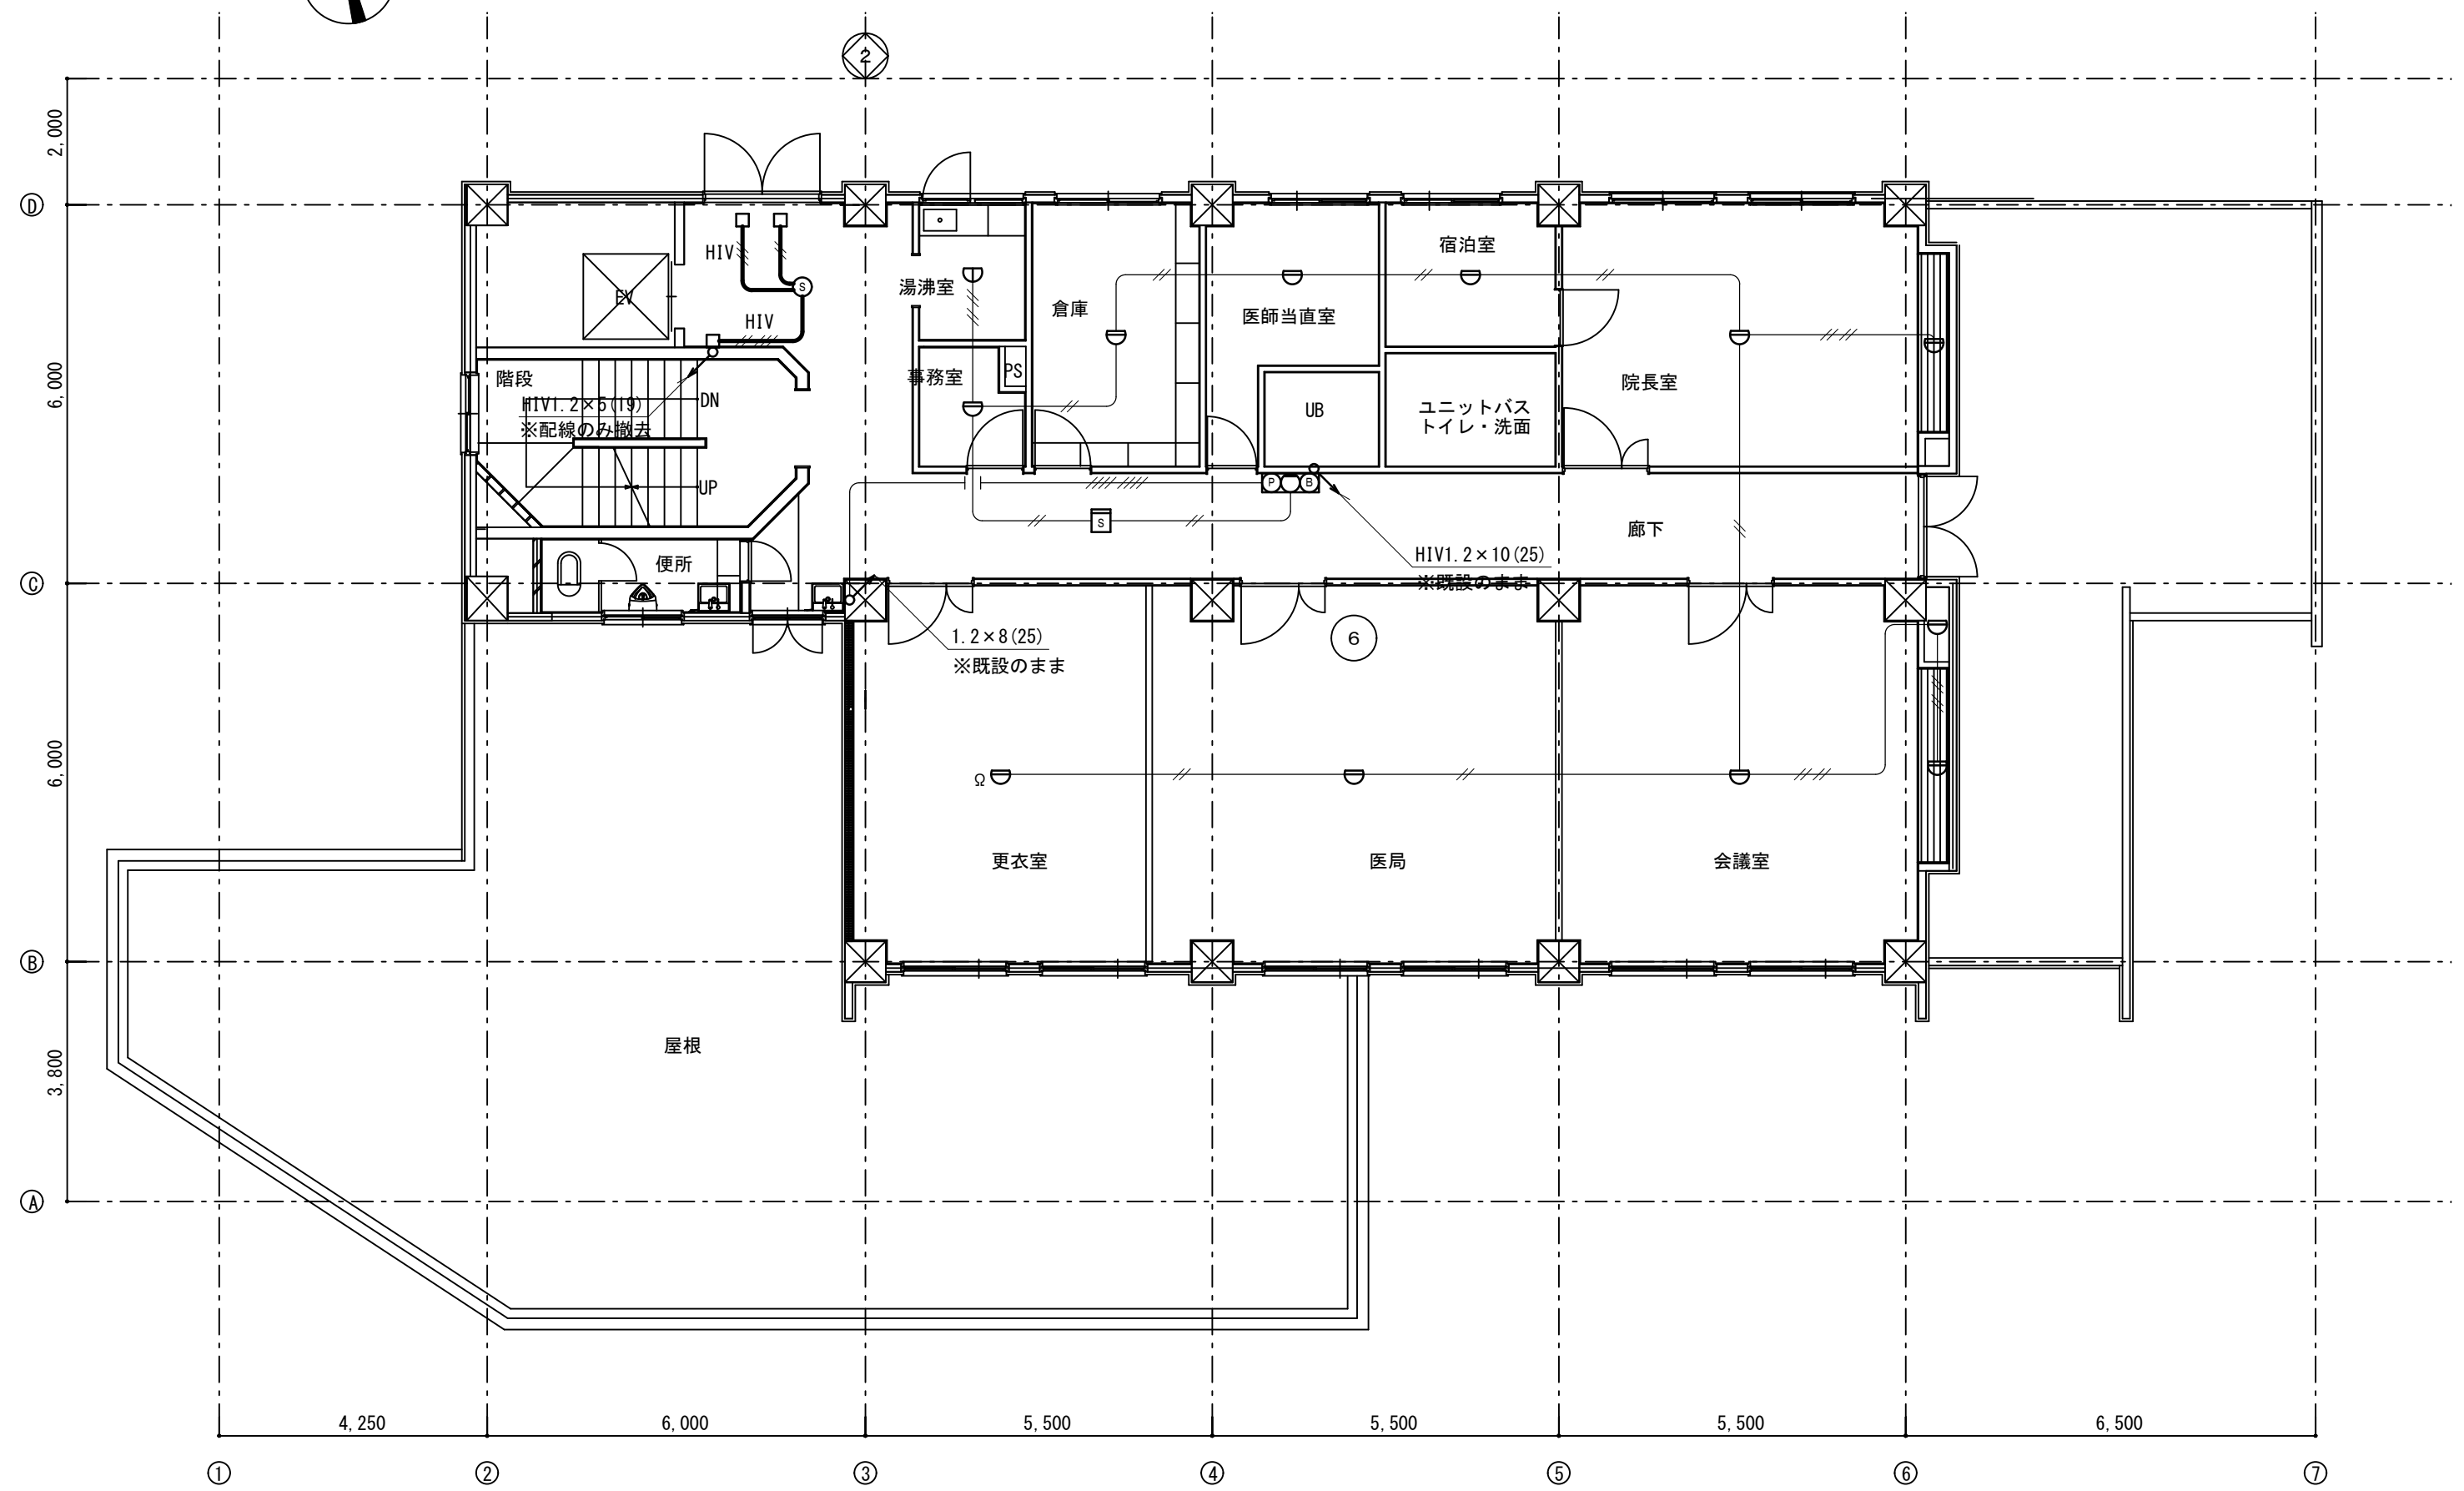 2
2,000
D
HIV
宿泊室
湯沸室
EV
S
倉庫
医師当直室
HIV
6,000
階段
事務室
PS
院長室
DN
HIV1.2×5(19)
※配線のみ撤去
UB
ユニットバス
トイレ・洗面
UP
P
B
S
廊下
HIV1.2×10(25)
※既設のまま
便所
C
1.2×8(25)
※既設のまま
6
6,000
Ω
更衣室
医局
会議室
B
屋根
3,800
A
4,250
6,000
5,500
5,500
5,500
6,500
1
2
3
4
5
6
7